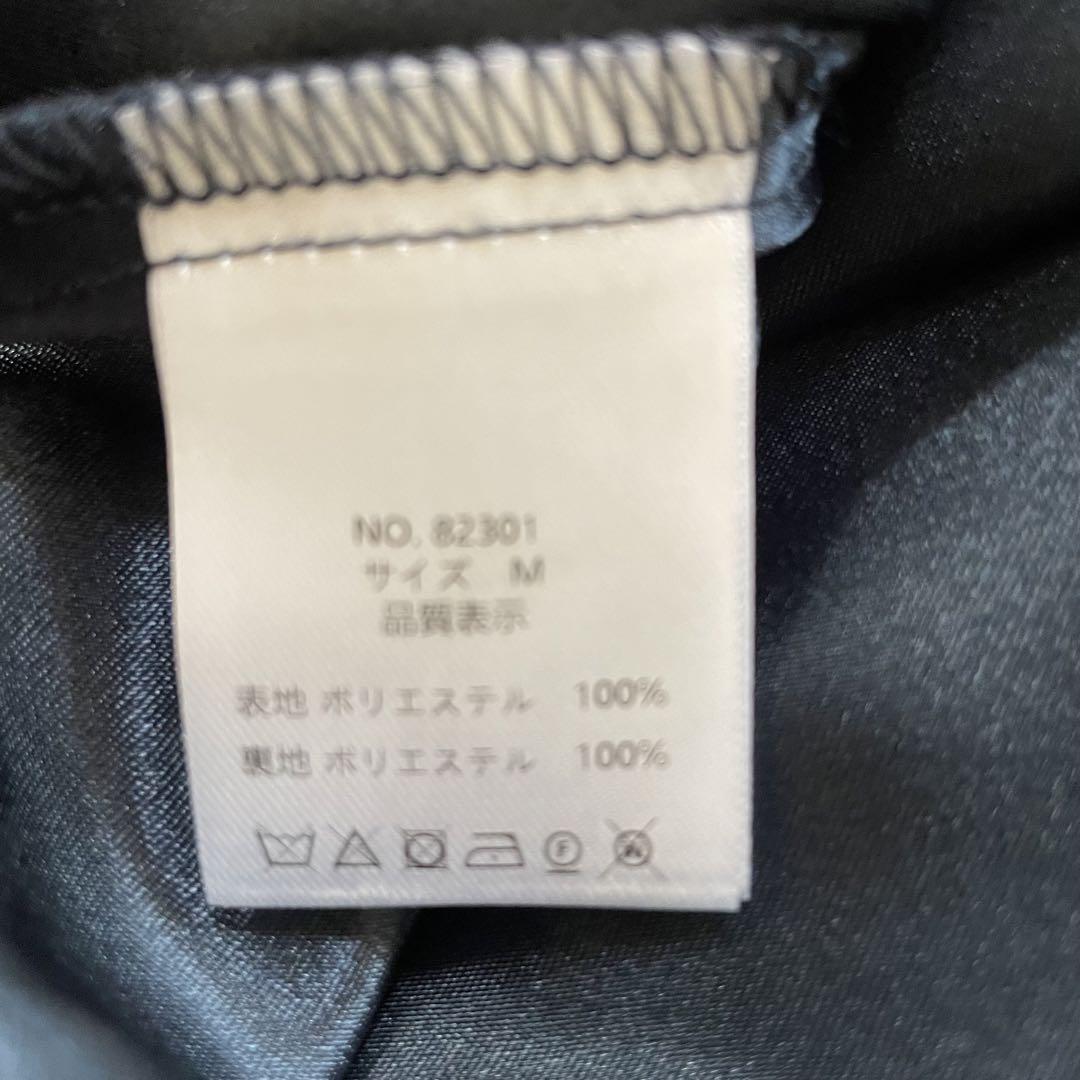 NO. 82301
サイズ M
品質表示
表地 ポリエステル 100%
裏地 ポリエステル 100%
F
W